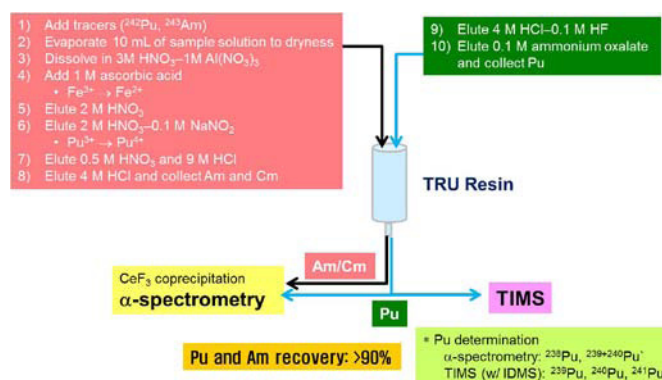 1) Add tracers (²⁴²Pu, ²⁴³Am)
2) Evaporate 10 mL of sample solution to dryness
3) Dissolve in 3M HNO₃–1M Al(NO₃)₃
4) Add 1 M ascorbic acid
• Fe³⁺ → Fe²⁺
5) Elute 2 M HNO₃
6) Elute 2 M HNO₃–0.1 M NaNO₂
• Pu³⁺ → Pu⁴⁺
7) Elute 0.5 M HNO₃ and 9 M HCl
8) Elute 4 M HCl and collect Am and Cm
9) Elute 4 M HCl–0.1 M HF
10) Elute 0.1 M ammonium oxalate
and collect Pu
TRU Resin
Am/Cm
CeF₃ coprecipitation
α-spectrometry
TIMS
Pu
Pu and Am recovery: >90%
* Pu determination
α-spectrometry: ²³⁸Pu, ²³⁹⁺²⁴⁰Pu`
TIMS (w/ IDMS): ²³⁹Pu, ²⁴⁰Pu, ²⁴¹Pu